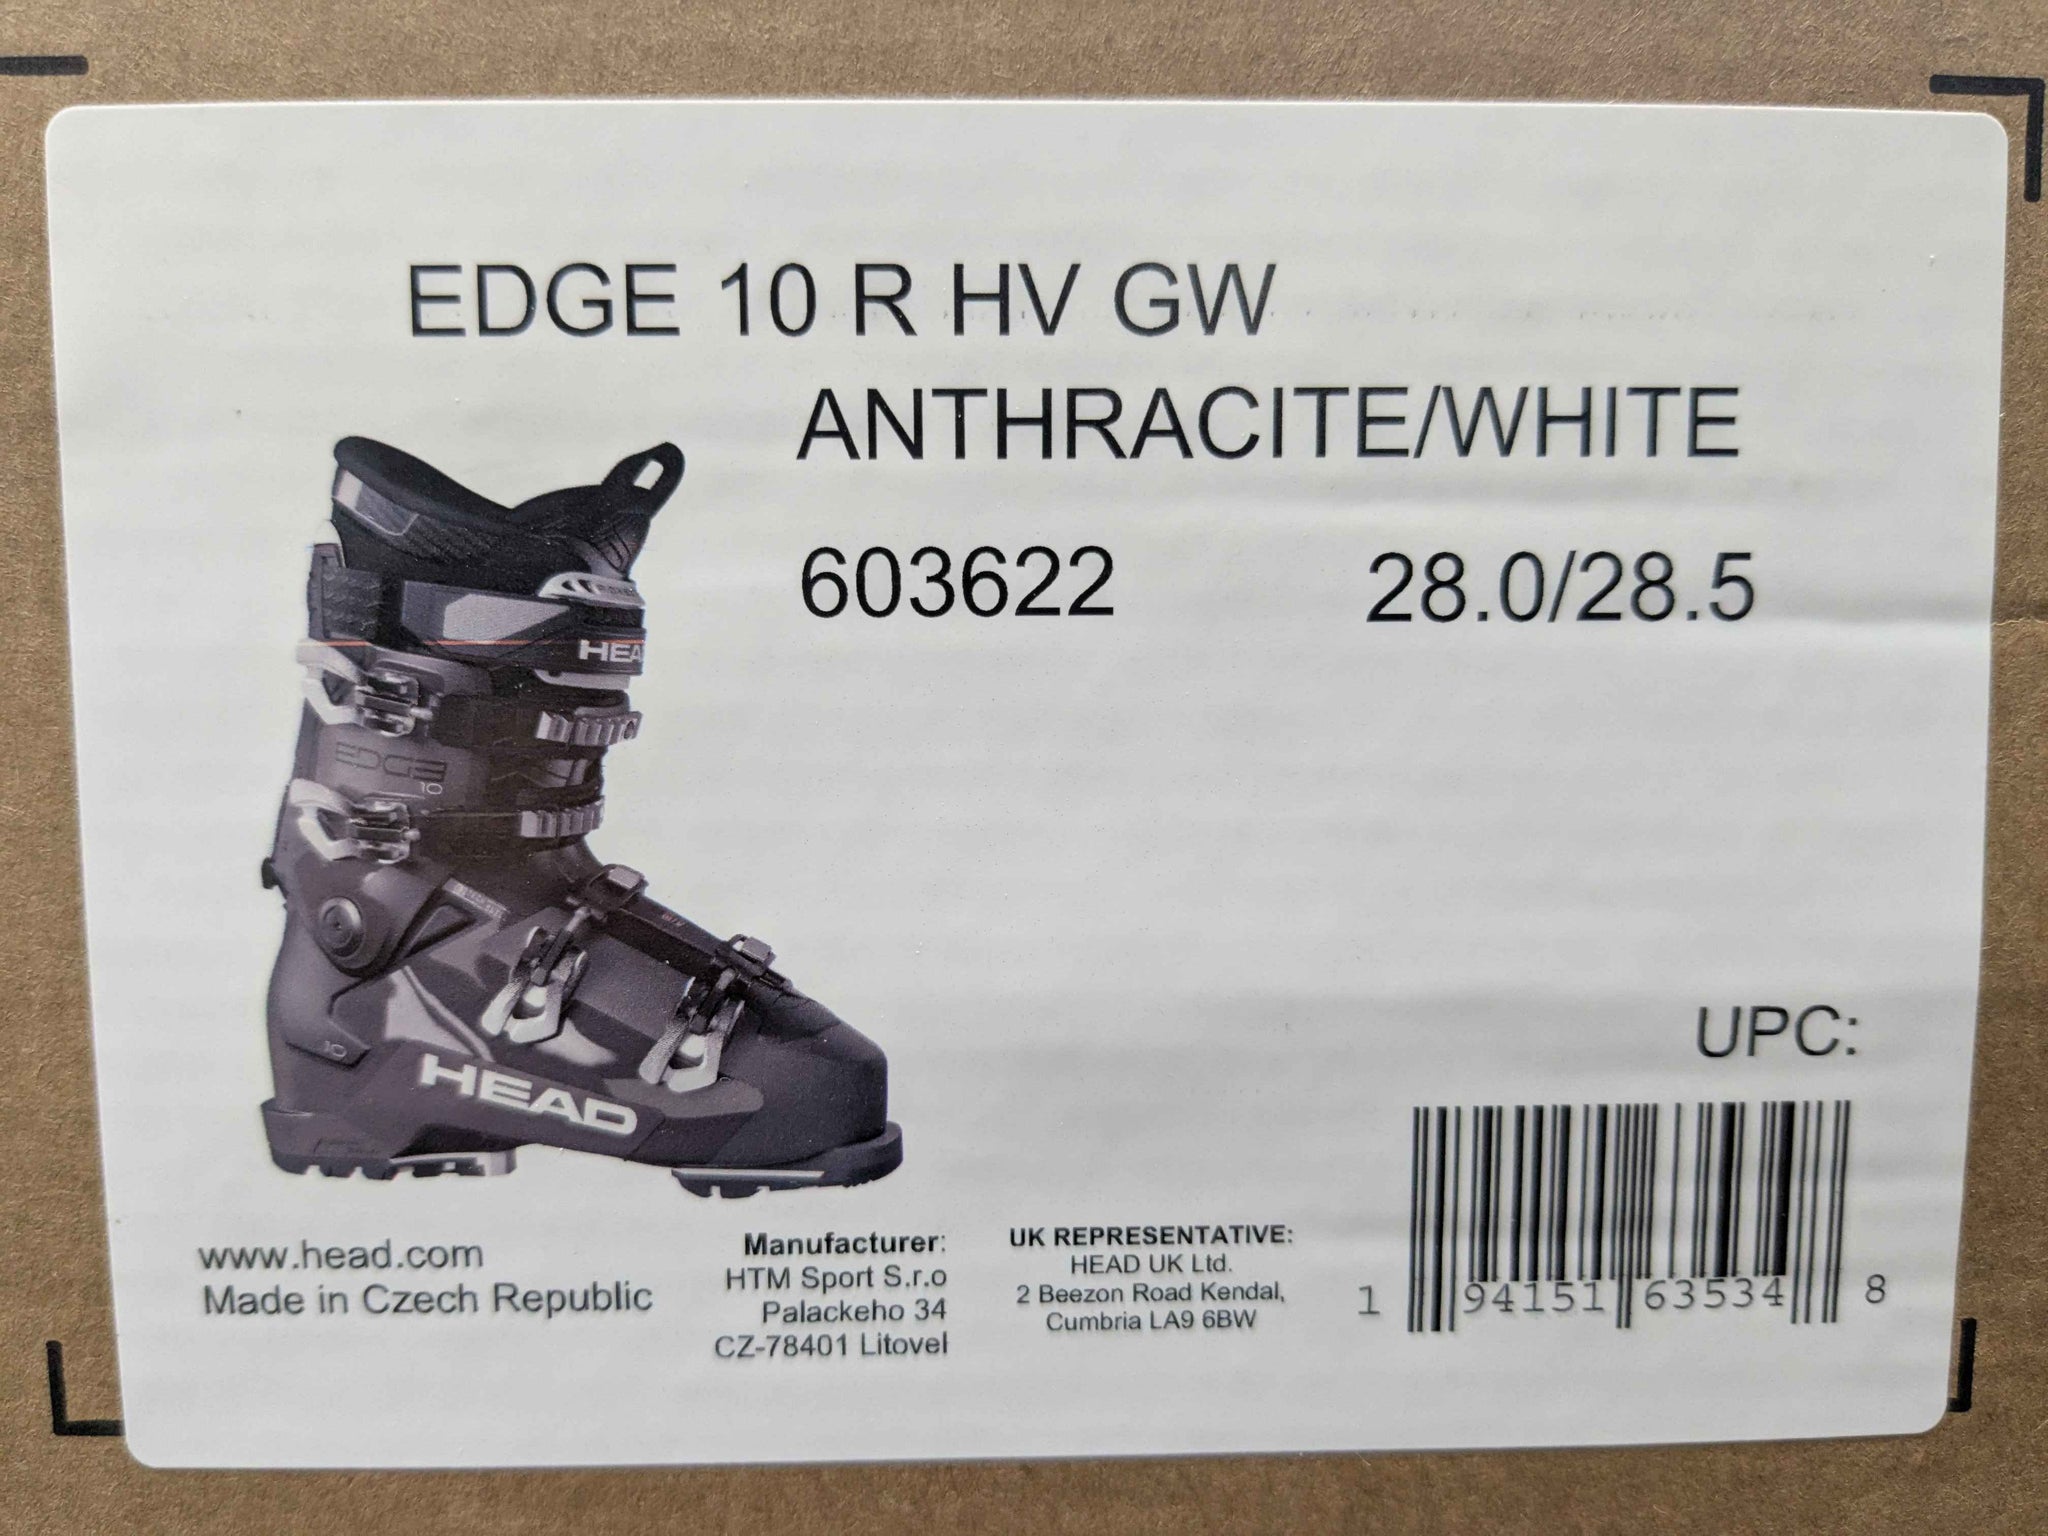 EDGE 10 R HV GW
ANTHRACITE/WHITE
603622 28.0/28.5
HEAD
EDGE
10
10
HEAD
UPC:
1 94151 63534 8
www.head.com
Made in Czech Republic
Manufacturer:
HTM Sport S.r.o
Palackeho 34
CZ-78401 Litovel
UK REPRESENTATIVE:
HEAD UK Ltd.
2 Beezon Road Kendal,
Cumbria LA9 6BW